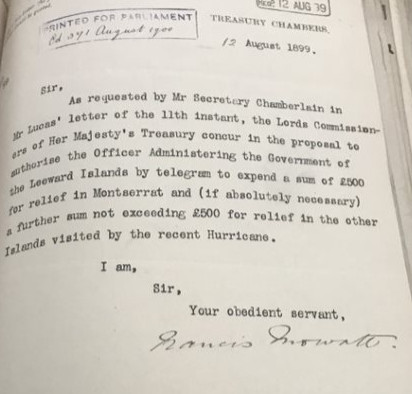 REC 12 AUG 99
PRINTED FOR PARLIAMENT
Cd. 371 August 1900
TREASURY CHAMBERS.
12 August 1899.
Sir,
As requested by Mr Secretary Chamberlain in
Mr Lucas' letter of the 11th instant, the Lords Commission-
ers of Her Majesty's Treasury concur in the proposal to
authorise the Officer Administering the Government of
the Leeward Islands by telegram to expend a sum of £500
for relief in Montserrat and (if absolutely necessary)
a further sum not exceeding £500 for relief in the other
Islands visited by the recent Hurricane.
I am,
Sir,
Your obedient servant,
Francis Mowatt.